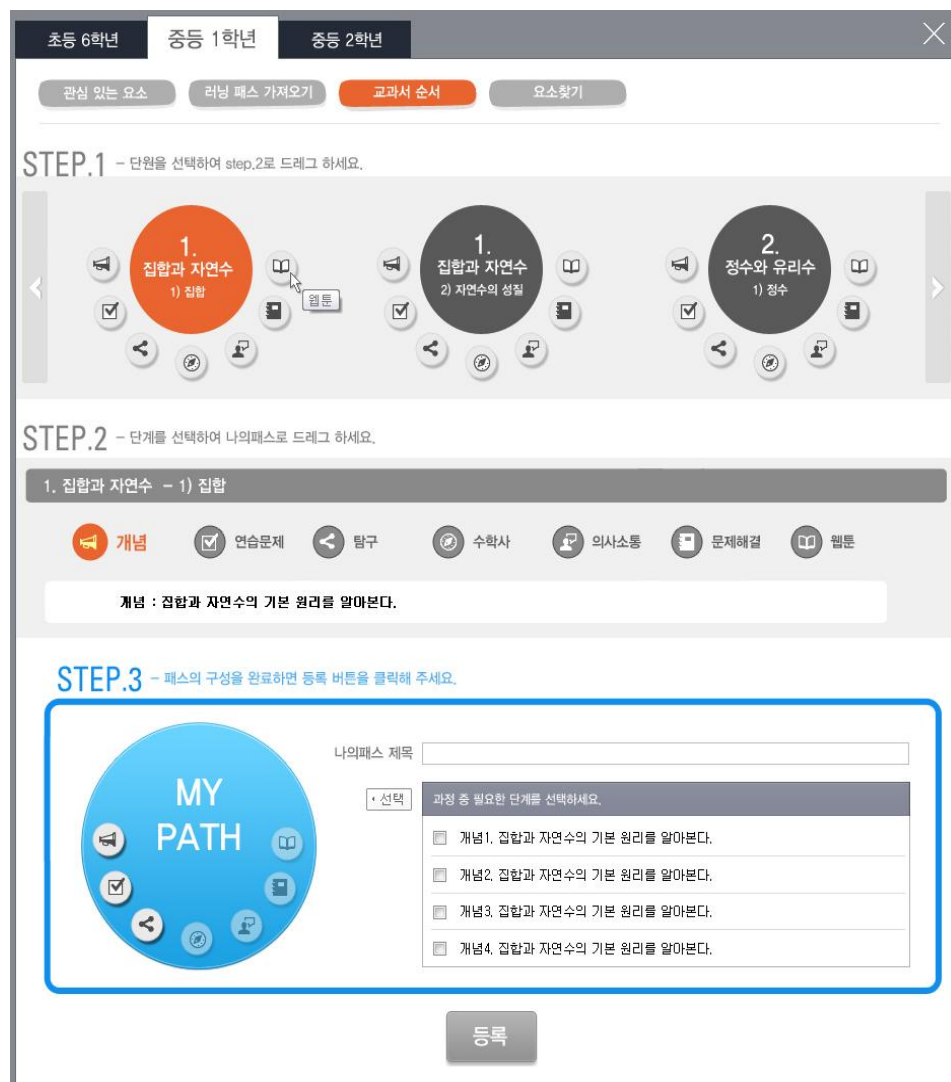 초등 6학년 중등 1학년 중등 2학년
관심 있는 요소 러닝 패스 가져오기 교과서 순서 요소찾기
STEP.1 - 단원을 선택하여 step.2로 드레그 하세요.
1.
집합과 자연수
1) 집합
웹툰
1.
집합과 자연수
2) 자연수의 성질
2.
정수와 유리수
1) 정수
STEP.2 - 단계를 선택하여 나의패스로 드레그 하세요.
1. 집합과 자연수 - 1) 집합
개념 연습문제 탐구 수학사 의사소통 문제해결 웹툰
개념 : 집합과 자연수의 기본 원리를 알아본다.
STEP.3 - 패스의 구성을 완료하면 등록 버튼을 클릭해 주세요.
MY
PATH
나의패스 제목
선택 과정 중 필요한 단계를 선택하세요.
개념1. 집합과 자연수의 기본 원리를 알아본다.
개념2. 집합과 자연수의 기본 원리를 알아본다.
개념3. 집합과 자연수의 기본 원리를 알아본다.
개념4. 집합과 자연수의 기본 원리를 알아본다.
등록